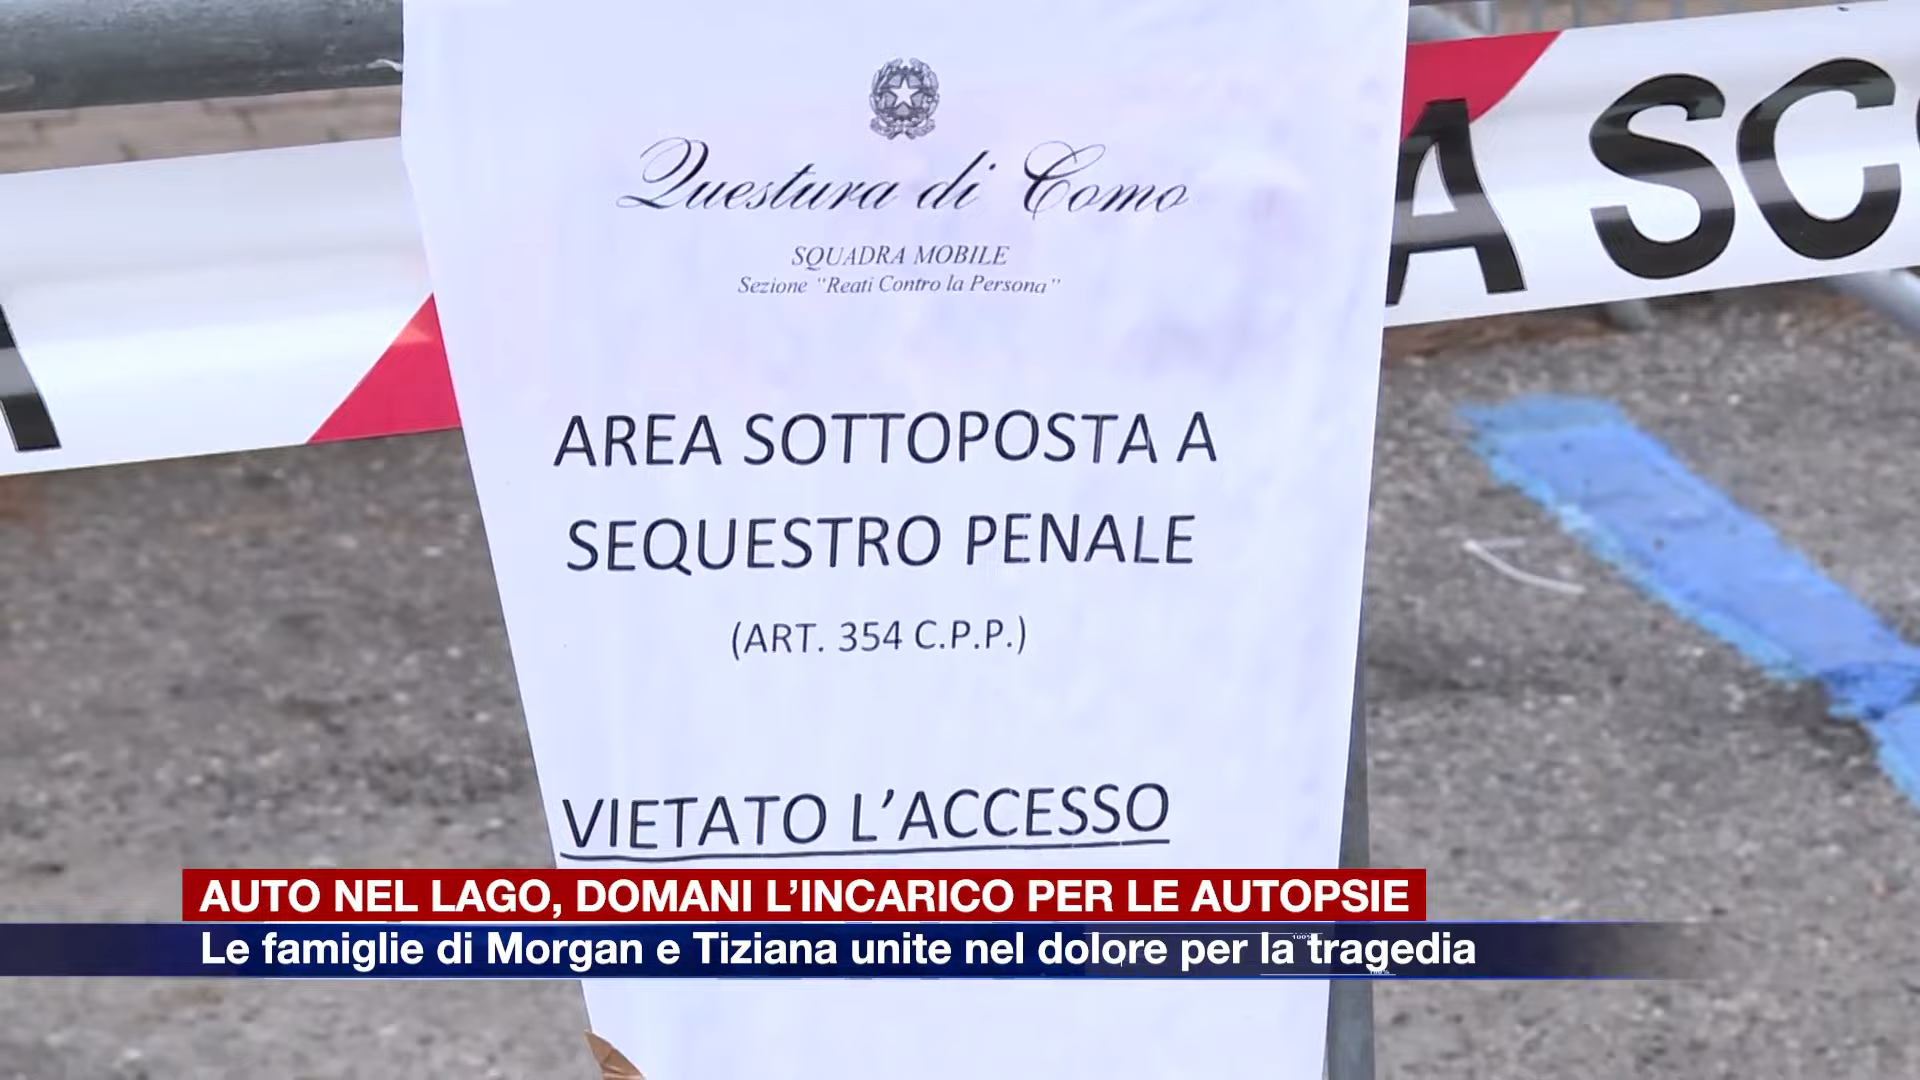 Questura di Como
SQUADRA MOBILE
Sezione "Reati Contro la Persona"
A SC
AREA SOTTOPOSTA A
SEQUESTRO PENALE
(ART. 354 C.P.P.)
VIETATO L'ACCESSO
AUTO NEL LAGO, DOMANI L'INCARICO PER LE AUTOPSIE
Le famiglie di Morgan e Tiziana unite nel dolore per la tragedia